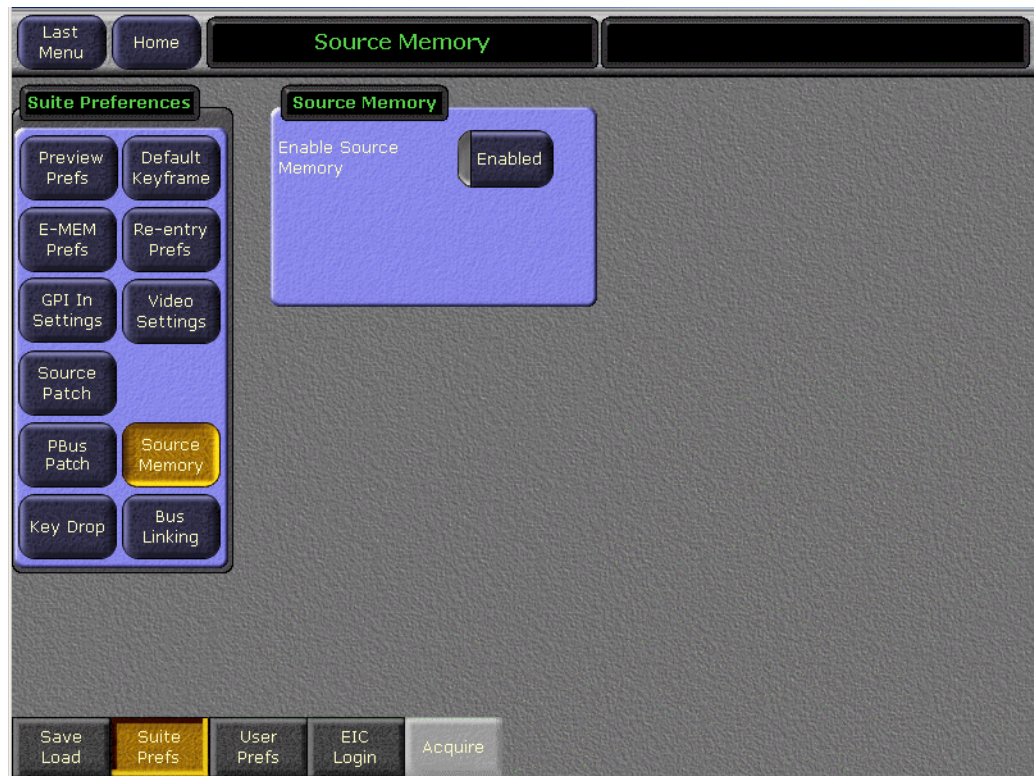 Last
Menu
Home
Source Memory
Suite Preferences
Source Memory
Preview
Prefs
Default
Keyframe
Enable Source
Memory
Enabled
E-MEM
Prefs
Re-entry
Prefs
GPI In
Settings
Video
Settings
Source
Patch
PBus
Patch
Source
Memory
Key Drop
Bus
Linking
Save
Load
Suite
Prefs
User
Prefs
EIC
Login
Acquire